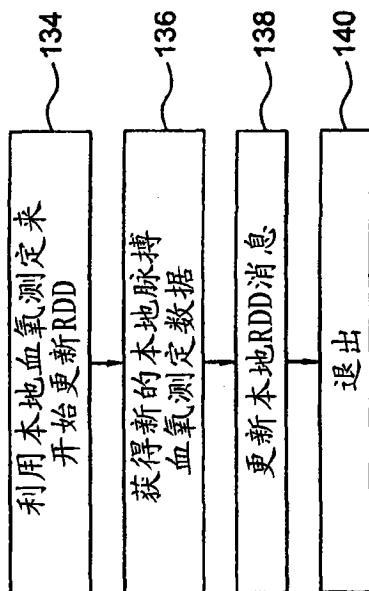 利用本地血氧测定来
开始更新RDD
134
获得新的本地脉搏
血氧测定数据
136
更新本地RDD消息
138
退出
140